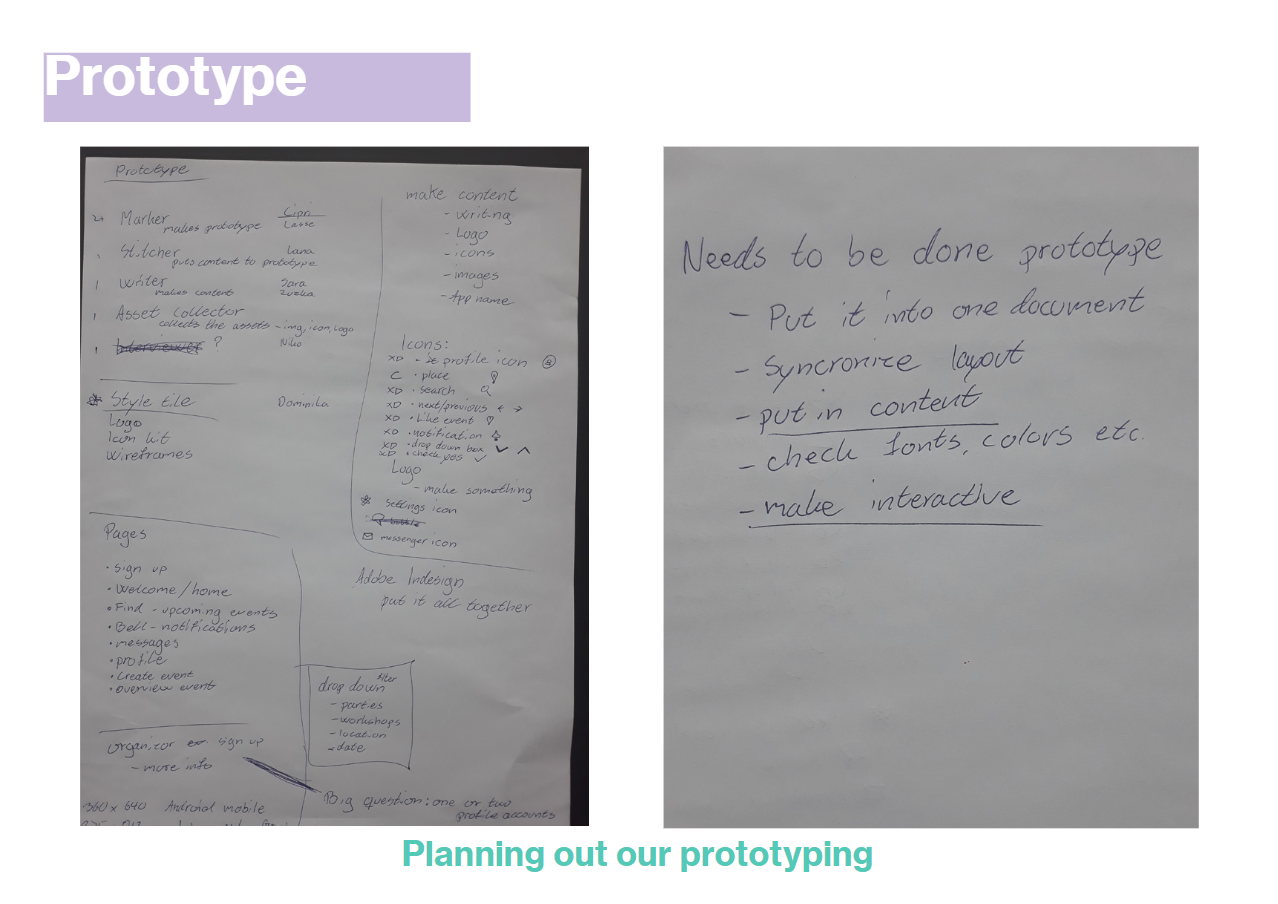 Prototype
Prototype
2x Marker Cipri
makes prototype Lasse
1 Stitcher Lana
puts content to prototype
1 Writer Sara
makes content Zuzka
1 Asset collector
collects the assets - img, icon, logo
1 ? Niko
Style tile Dominika
Logo
Icon kit
Wireframes
Pages
• sign up
• Welcome/home
• Find - upcoming events
• Bell - notifications
• messages
• profile
• Create event
• Overview event
Organizor sign up
- more info
360 x 640 Android mobile
make content
- writing
- Logo
- icons
- images
- App name
Icons:
XD • profile icon
C • place
XD • search
XD • next/previous ← →
XD • Like event
XD • notification
XD • drop down box
XD • check yes ✓
Logo
- make something
settings icon
messenger icon
Adobe Indesign
put it all together
drop down filter
- parties
- workshops
- location
- date
Big question: one or two
profile accounts
Needs to be done prototype
- Put it into one document
- Syncronize layout
- put in content
- check fonts, colors etc.
- make interactive
Planning out our prototyping